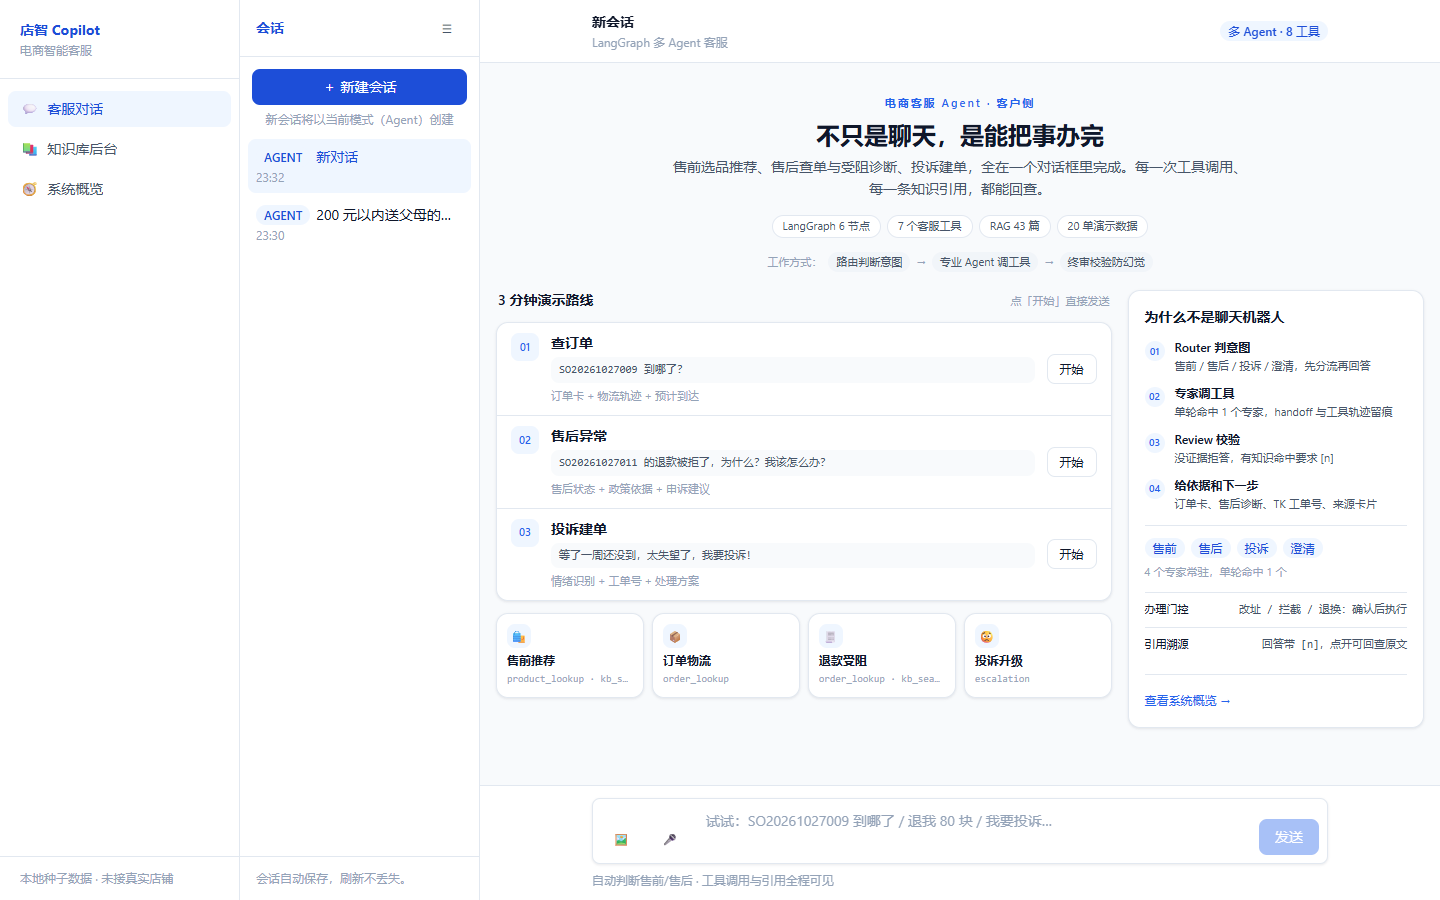 店智 Copilot
电商智能客服
客服对话
知识库后台
系统概览
本地种子数据 · 未接真实店铺
会话
☰
+ 新建会话
新会话将以当前模式（Agent）创建
AGENT 新对话
23:32
AGENT 200 元以内送父母的...
23:30
会话自动保存，刷新不丢失。
新会话
LangGraph 多 Agent 客服
多 Agent · 8 工具
电商客服 Agent · 客户侧
不只是聊天，是能把事办完
售前选品推荐、售后查单与受阻诊断、投诉建单，全在一个对话框里完成。每一次工具调用、
每一条知识引用，都能回查。
LangGraph 6 节点
7 个客服工具
RAG 43 篇
20 单演示数据
工作方式： 路由判断意图 → 专业 Agent 调工具 → 终审校验防幻觉
3 分钟演示路线
点「开始」直接发送
01
查订单
SO20261027009 到哪了？
订单卡 + 物流轨迹 + 预计到达
开始
02
售后异常
SO20261027011 的退款被拒了，为什么？我该怎么办？
售后状态 + 政策依据 + 申诉建议
开始
03
投诉建单
等了一周还没到，太失望了，我要投诉！
情绪识别 + 工单号 + 处理方案
开始
售前推荐
product_lookup · kb_s…
订单物流
order_lookup
退款受阻
order_lookup · kb_sea…
投诉升级
escalation
为什么不是聊天机器人
01
Router 判意图
售前 / 售后 / 投诉 / 澄清，先分流再回答
02
专家调工具
单轮命中 1 个专家，handoff 与工具轨迹留痕
03
Review 校验
没证据拒答，有知识命中要求 [n]
04
给依据和下一步
订单卡、售后诊断、TK 工单号、来源卡片
售前 售后 投诉 澄清
4 个专家常驻，单轮命中 1 个
办理门控 改址 / 拦截 / 退换：确认后执行
引用溯源 回答带 [n]，点开可回查原文
查看系统概览 →
试试：SO20261027009 到哪了 / 退我 80 块 / 我要投诉...
发送
自动判断售前/售后 · 工具调用与引用全程可见